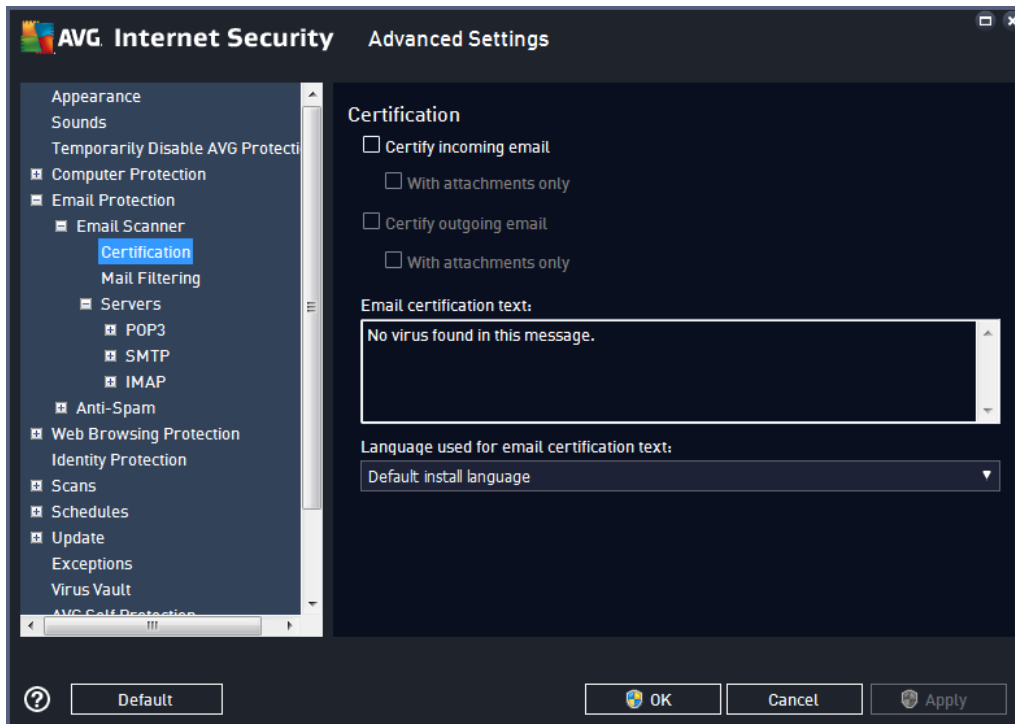 AVG Internet Security Advanced Settings
Appearance
Sounds
Temporarily Disable AVG Protecti
Computer Protection
Email Protection
Email Scanner
Certification
Mail Filtering
Servers
POP3
SMTP
IMAP
Anti-Spam
Web Browsing Protection
Identity Protection
Scans
Schedules
Update
Exceptions
Virus Vault
AVG Self Protection
Certification
Certify incoming email
With attachments only
Certify outgoing email
With attachments only
Email certification text:
No virus found in this message.
Language used for email certification text:
Default install language
? Default OK Cancel Apply